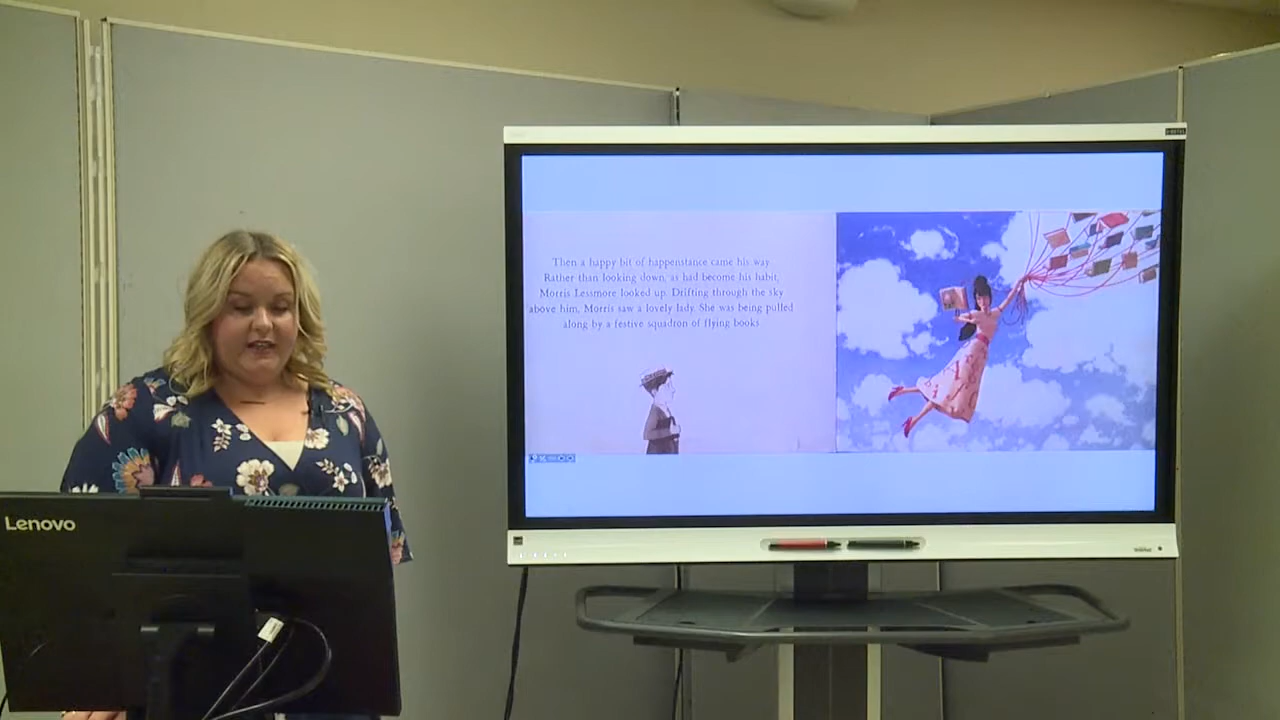 Then a happy bit of happenstance came his way
Rather than looking down, as had become his habit,
Morris Lessmore looked up. Drifting through the sky
above him, Morris saw a lovely lady. She was being pulled
along by a festive squadron of flying books
Lenovo